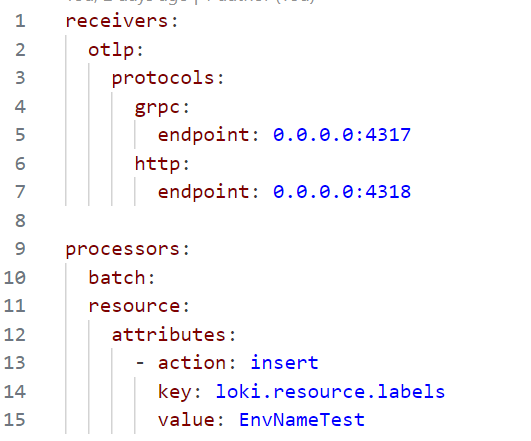 1 receivers:
2 otlp:
3 protocols:
4 grpc:
5 endpoint: 0.0.0.0:4317
6 http:
7 endpoint: 0.0.0.0:4318
8
9 processors:
10 batch:
11 resource:
12 attributes:
13 - action: insert
14 key: loki.resource.labels
15 value: EnvNameTest